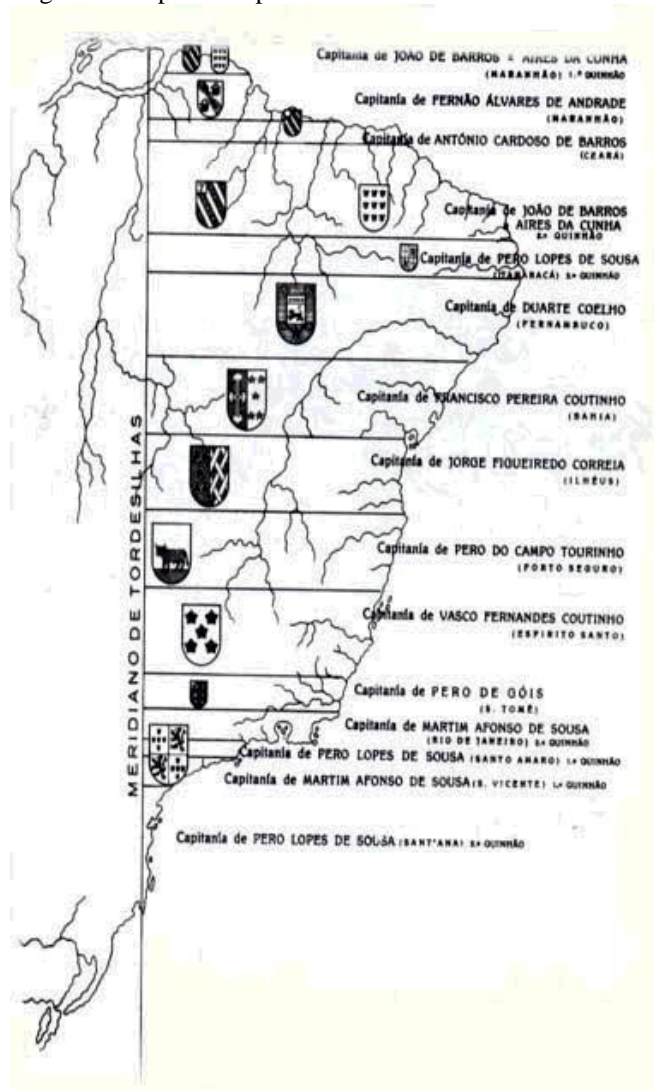 Capitania de JOÃO DE BARROS E AIRES DA CUNHA
(MARANHÃO) 1.º QUINHÃO
Capitania de FERNÃO ÁLVARES DE ANDRADE
(MARANHÃO)
Capitania de ANTÓNIO CARDOSO DE BARROS
(CEARÁ)
Capitania de JOÃO DE BARROS
AIRES DA CUNHA
2.º QUINHÃO
Capitania de PERO LOPES DE SOUSA
(ITAMARACÁ) 3.º QUINHÃO
Capitania de DUARTE COELHO
(PERNAMBUCO)
Capitania de FRANCISCO PEREIRA COUTINHO
(BAHIA)
Capitania de JORGE FIGUEIREDO CORREIA
(ILHÉUS)
Capitania de PERO DO CAMPO TOURINHO
(PORTO SEGURO)
Capitania de VASCO FERNANDES COUTINHO
(ESPIRITO SANTO)
Capitania de PERO DE GÓIS
(S. TOMÉ)
Capitania de MARTIM AFONSO DE SOUSA
(RIO DE JANEIRO) 2.º QUINHÃO
Capitania de PERO LOPES DE SOUSA (SANTO AMARO) 1.º QUINHÃO
Capitania de MARTIM AFONSO DE SOUSA (S. VICENTE) 1.º QUINHÃO
Capitania de PERO LOPES DE SOUSA (SANT'ANA) 2.º QUINHÃO
MERIDIANO DE TORDESILHAS